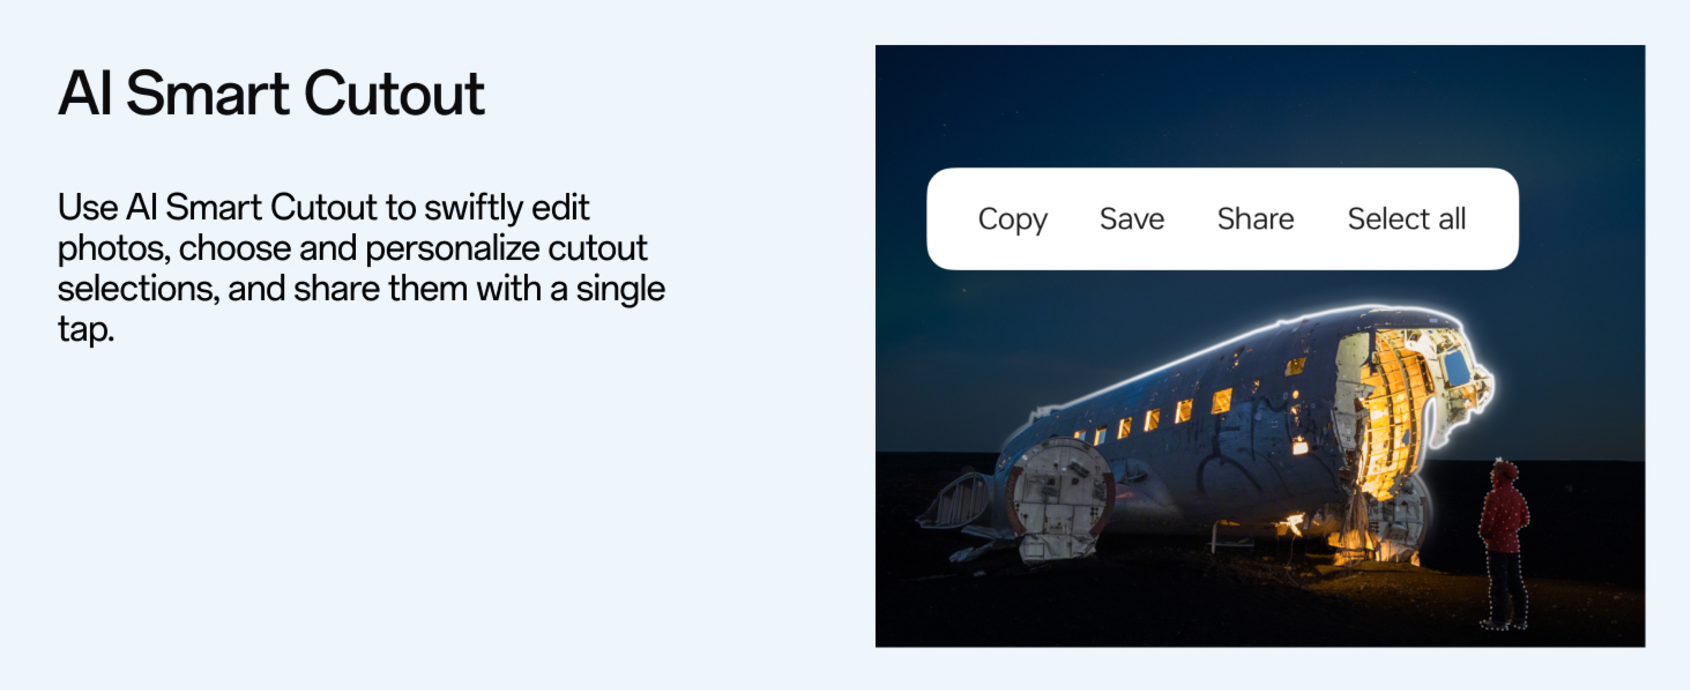 AI Smart Cutout
Use AI Smart Cutout to swiftly edit
photos, choose and personalize cutout
selections, and share them with a single
tap.
Copy Save Share Select all